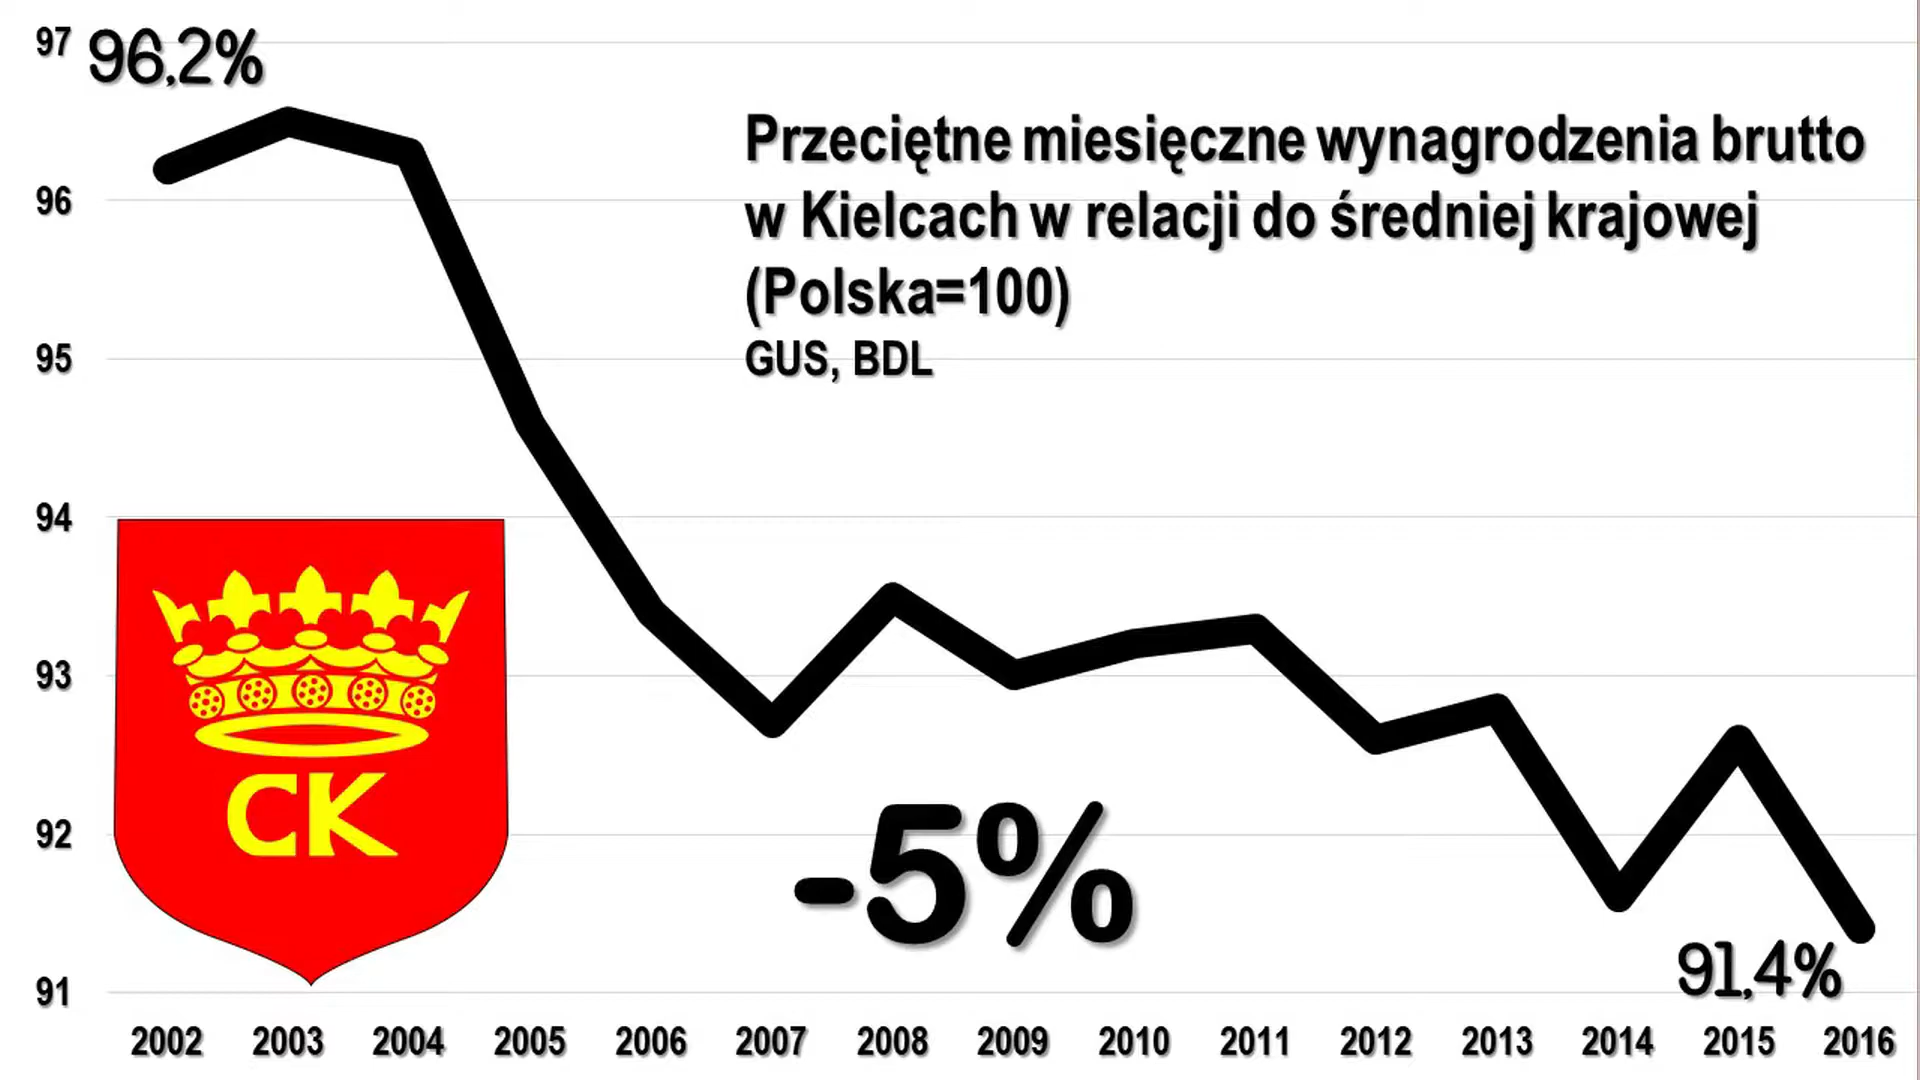 97
96,2%
Przeciętne miesięczne wynagrodzenia brutto
w Kielcach w relacji do średniej krajowej
(Polska=100)
GUS, BDL
96
95
94
93
92
91
CK
-5%
91,4%
2002 2003 2004 2005 2006 2007 2008 2009 2010 2011 2012 2013 2014 2015 2016